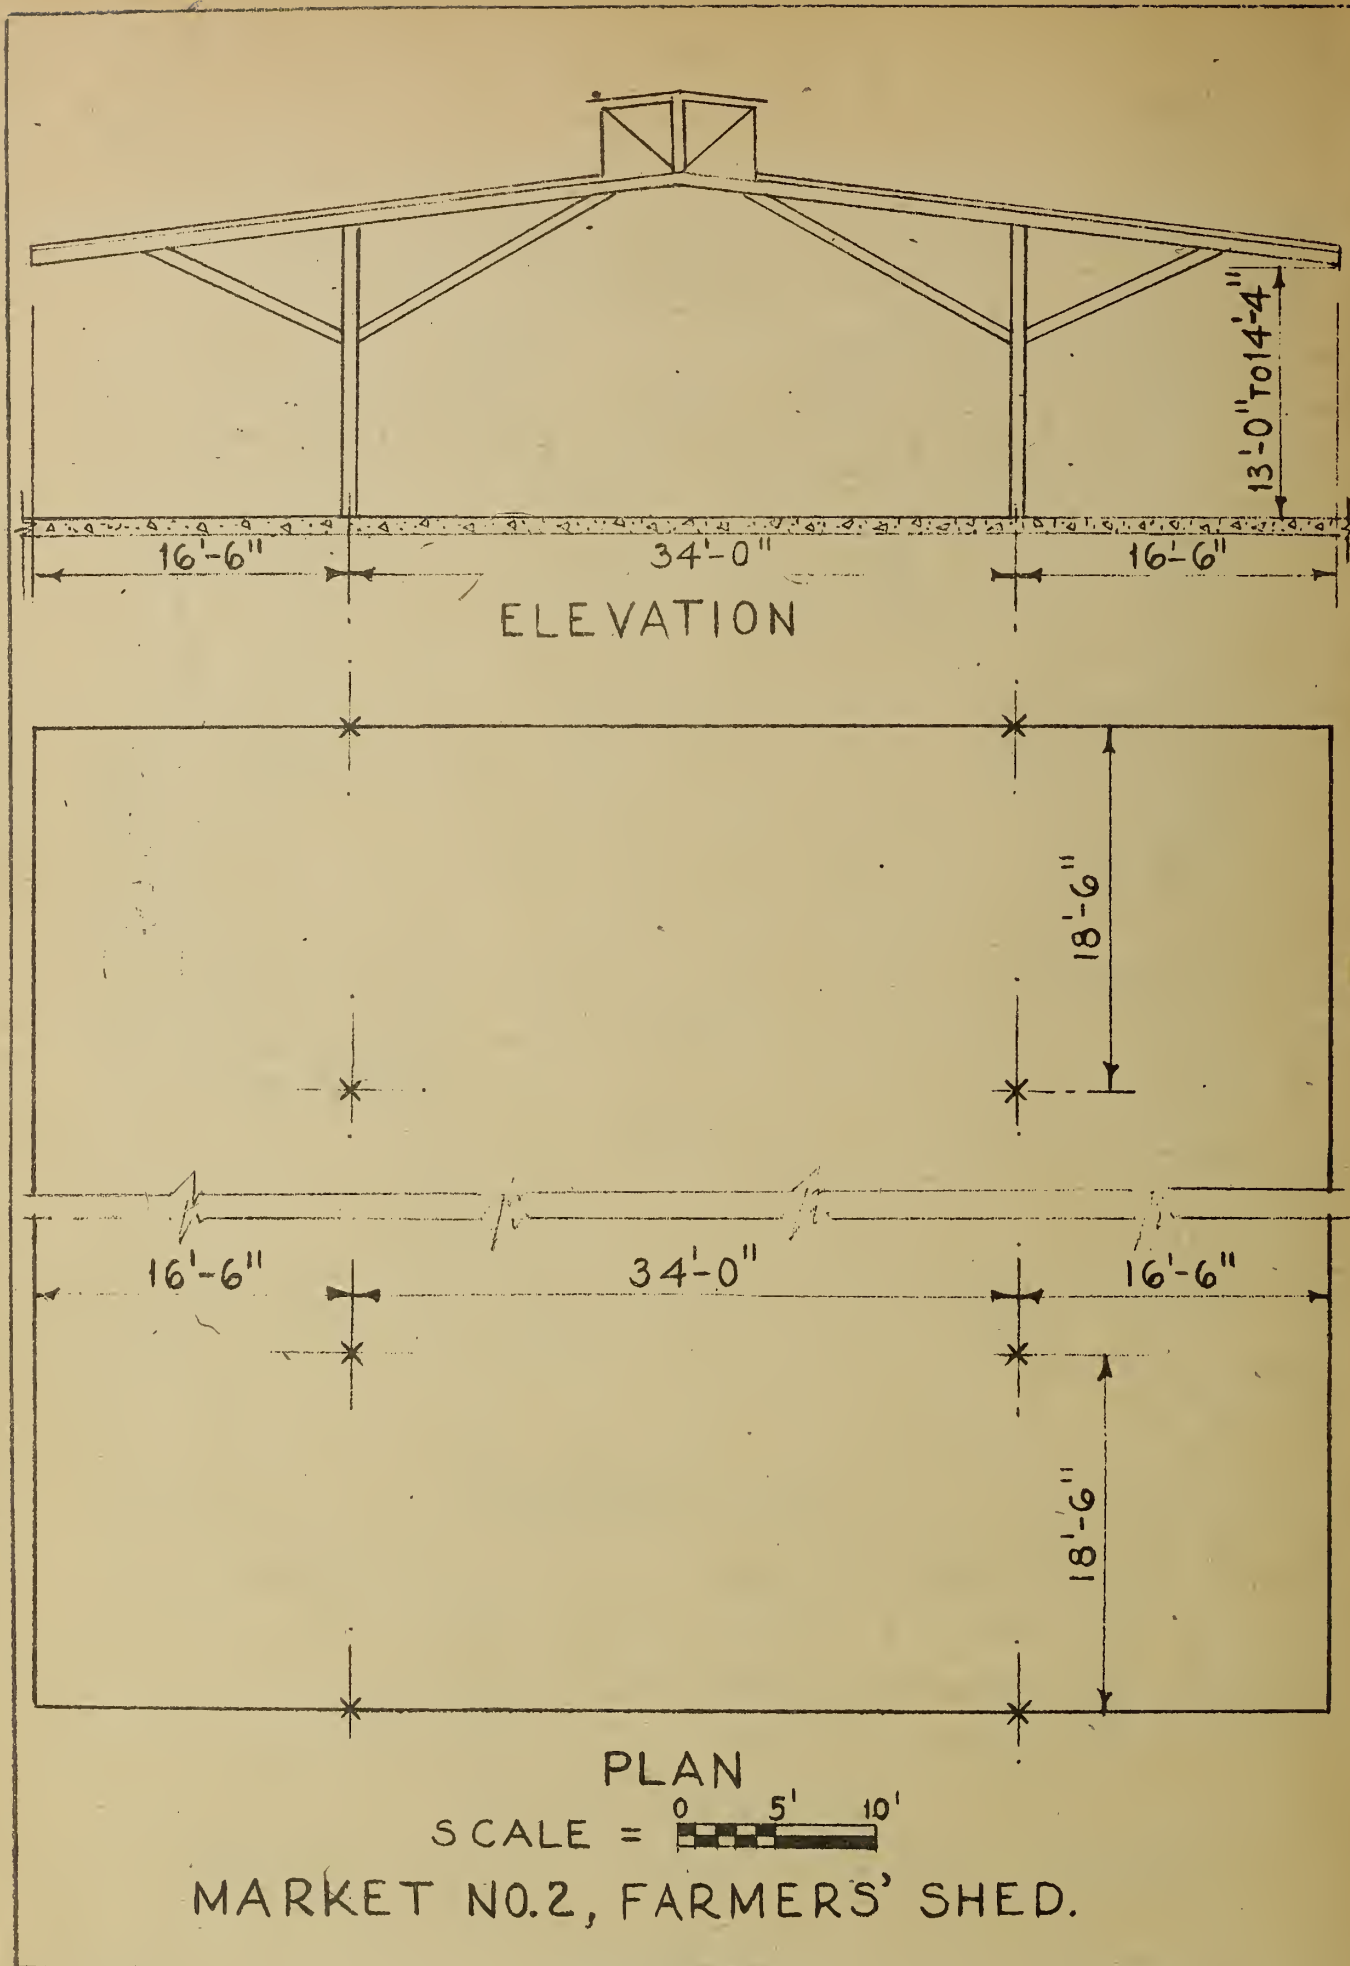 13'-0" TO 14'-4"
16'-6" 34'-0" 16'-6"
ELEVATION
18'-6"
16'-6" 34'-0" 16'-6"
18'-6"
PLAN
0 5' 10'
SCALE =
MARKET NO.2, FARMERS' SHED.